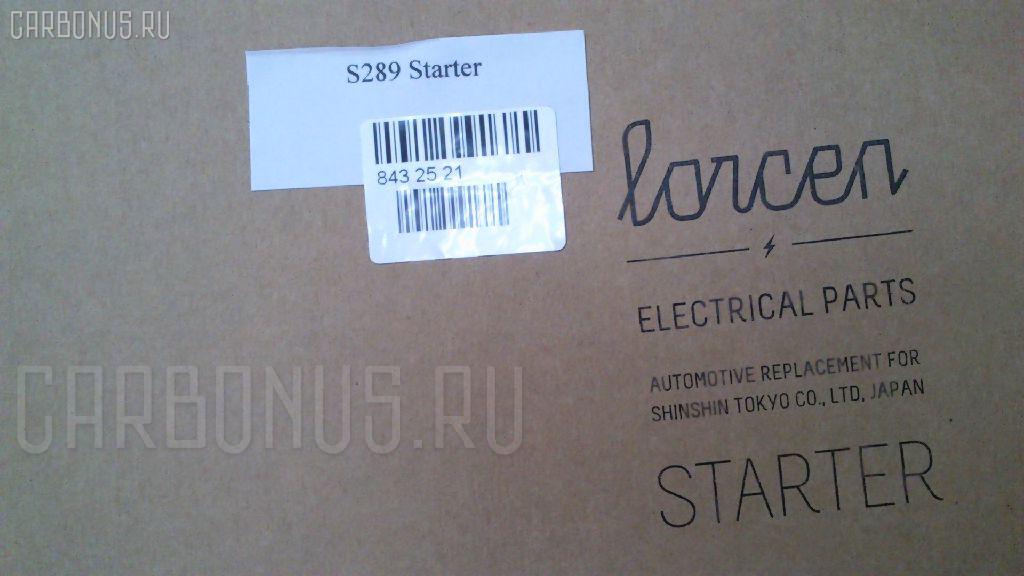 CARBONUS.RU
S289 Starter
843 25 21
lorcen
ELECTRICAL PARTS
AUTOMOTIVE REPLACEMENT FOR
SHINSHIN TOKYO CO., LTD, JAPAN
CARBONUS.RU
STARTER